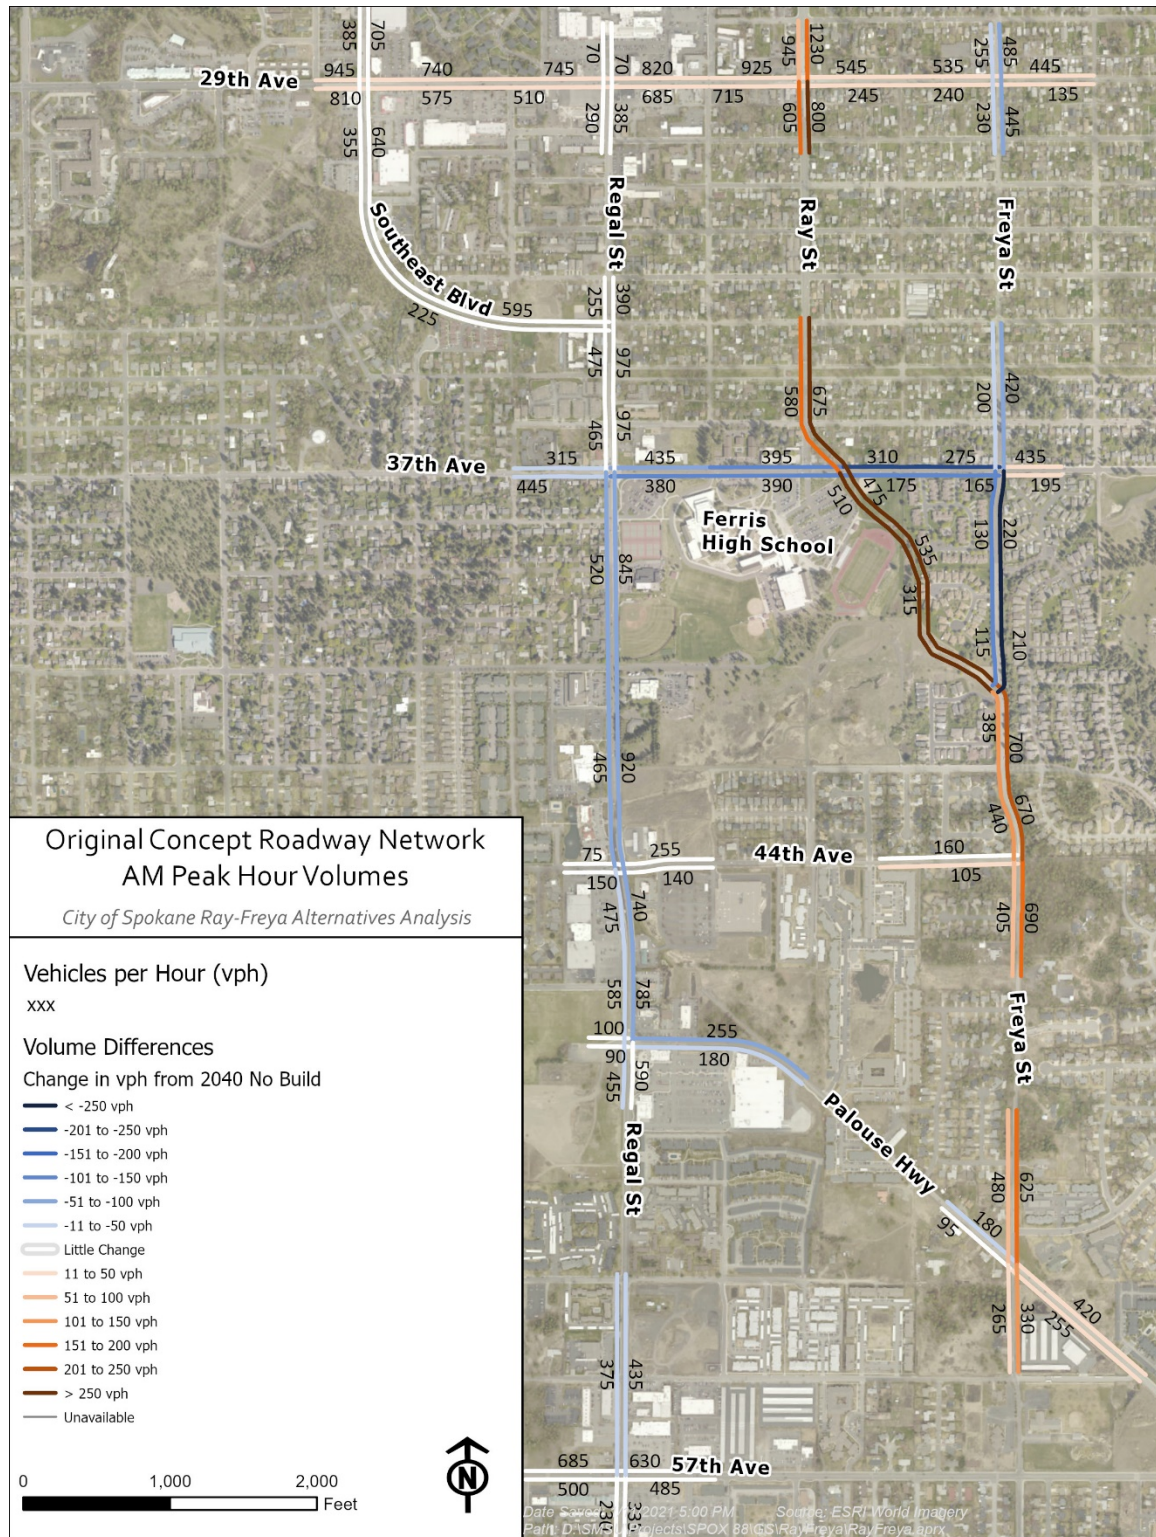 385
705
70
70
945
1230
255
485
29th Ave
945
740
745
820
925
545
535
445
810
575
510
685
715
245
240
135
355
640
290
385
605
800
230
445
Southeast Blvd
Regal St
Ray St
Freya St
225
595
255
390
475
975
580
675
200
420
465
975
37th Ave
315
435
395
310
275
435
445
380
390
510
475
175
165
195
Ferris
High School
520
845
535
315
130
220
115
210
465
920
385
700
440
670
44th Ave
75
255
160
150
140
105
475
740
405
690
585
785
100
255
90
180
455
590
Freya St
Palouse Hwy
Regal St
480
625
180
95
420
255
265
330
375
435
57th Ave
685
630
500
485
230
Original Concept Roadway Network
AM Peak Hour Volumes
City of Spokane Ray-Freya Alternatives Analysis
Vehicles per Hour (vph)
xxx
Volume Differences
Change in vph from 2040 No Build
< -250 vph
-201 to -250 vph
-151 to -200 vph
-101 to -150 vph
-51 to -100 vph
-11 to -50 vph
Little Change
11 to 50 vph
51 to 100 vph
101 to 150 vph
151 to 200 vph
201 to 250 vph
> 250 vph
Unavailable
N
0 1,000 2,000
Feet
Date Saved: 2021 5:00 PM Source: ESRI World Imagery